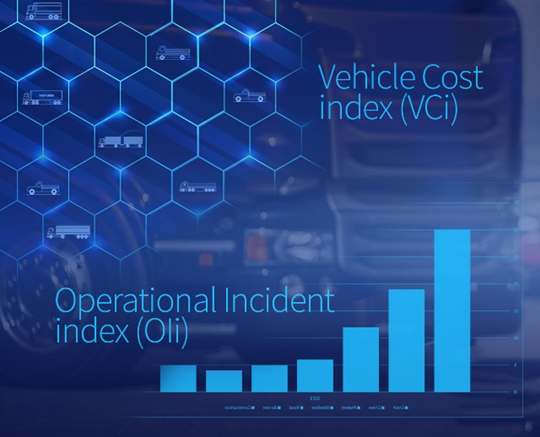 Vehicle Cost
index (VCi)
Operational Incident
index (OIi)